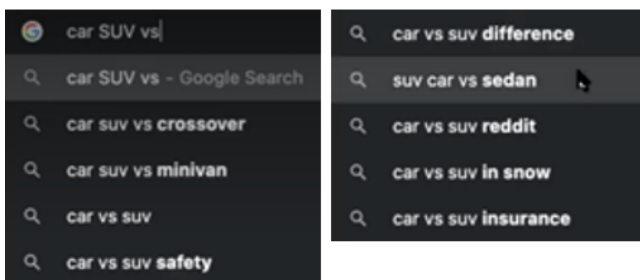 car SUV vs
car SUV vs - Google Search
car suv vs crossover
car suv vs minivan
car vs suv
car vs suv safety
car vs suv difference
suv car vs sedan
car vs suv reddit
car vs suv in snow
car vs suv insurance